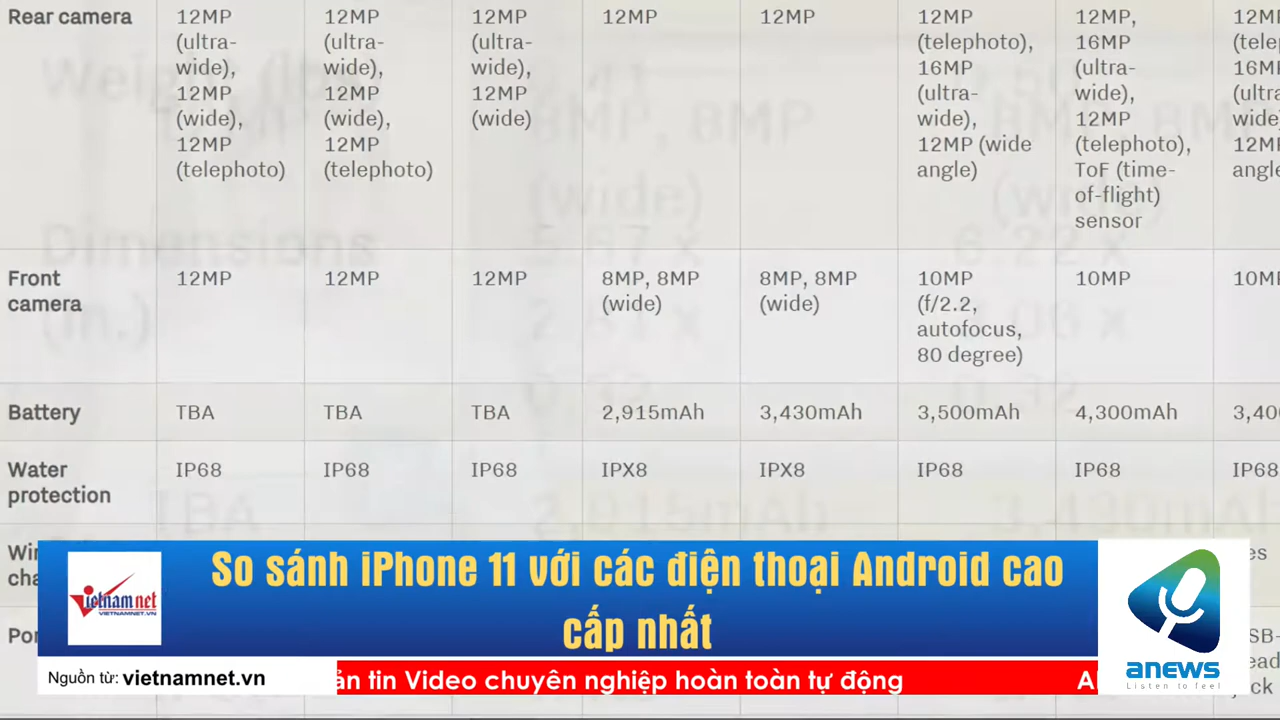 Rear camera
12MP (ultra-wide), 12MP (wide), 12MP (telephoto)
12MP (ultra-wide), 12MP (wide), 12MP (telephoto)
12MP (ultra-wide), 12MP (wide)
12MP
12MP
12MP (telephoto), 16MP (ultra-wide), 12MP (wide angle)
12MP, 16MP (ultra-wide), 12MP (telephoto), ToF (time-of-flight) sensor
Front camera
12MP
12MP
12MP
8MP, 8MP (wide)
8MP, 8MP (wide)
10MP (f/2.2, autofocus, 80 degree)
10MP
Battery
TBA
TBA
TBA
2,915mAh
3,430mAh
3,500mAh
4,300mAh
Water protection
IP68
IP68
IP68
IPX8
IPX8
IP68
IP68
IP68
So sánh iPhone 11 với các điện thoại Android cao
cấp nhất
Vietnamnet
VIETNAMNET.VN
Nguồn từ: vietnamnet.vn
tin Video chuyên nghiệp hoàn toàn tự động
anews
Listen to feel